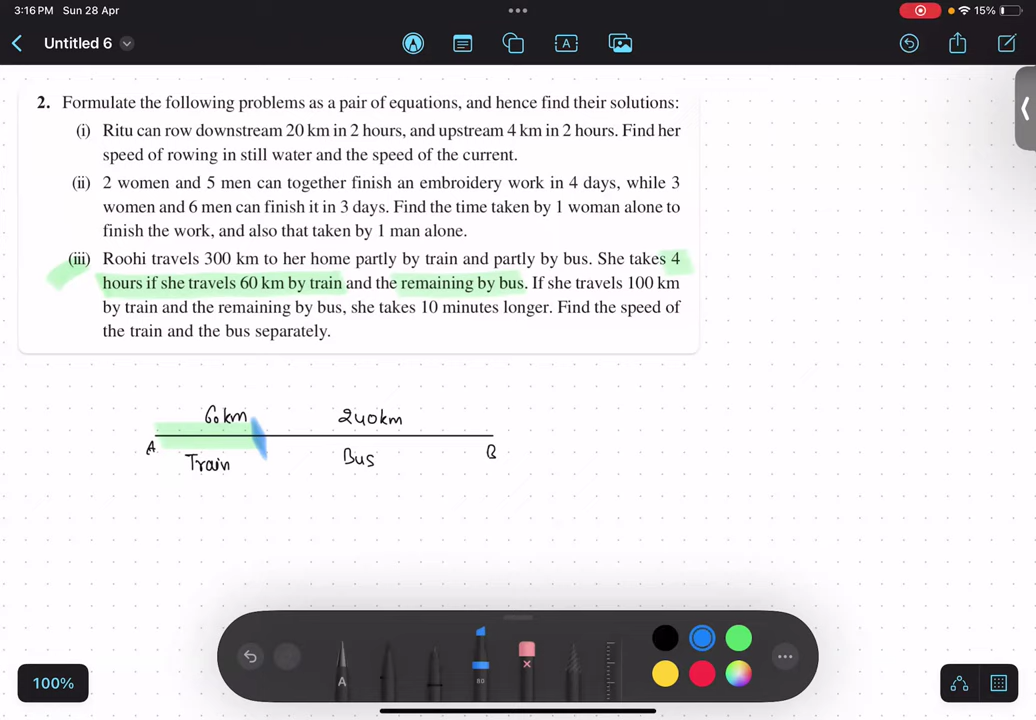 3:16 PM Sun 28 Apr
15%
Untitled 6
A
2. Formulate the following problems as a pair of equations, and hence find their solutions:
(i) Ritu can row downstream 20 km in 2 hours, and upstream 4 km in 2 hours. Find her
speed of rowing in still water and the speed of the current.
(ii) 2 women and 5 men can together finish an embroidery work in 4 days, while 3
women and 6 men can finish it in 3 days. Find the time taken by 1 woman alone to
finish the work, and also that taken by 1 man alone.
(iii) Roohi travels 300 km to her home partly by train and partly by bus. She takes 4
hours if she travels 60 km by train and the remaining by bus. If she travels 100 km
by train and the remaining by bus, she takes 10 minutes longer. Find the speed of
the train and the bus separately.
60 km 240 km
A Train Bus B
A 80
100%